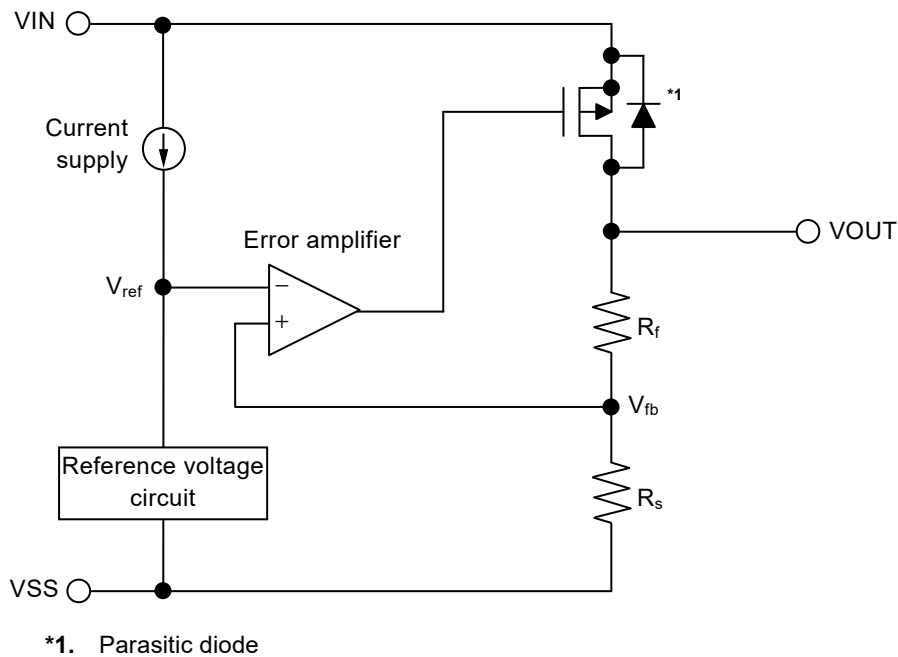 VIN
*1
Current
supply
VOUT
Error amplifier
Vref
−
+
Rf
Vfb
Reference voltage
circuit
Rs
VSS
*1. Parasitic diode